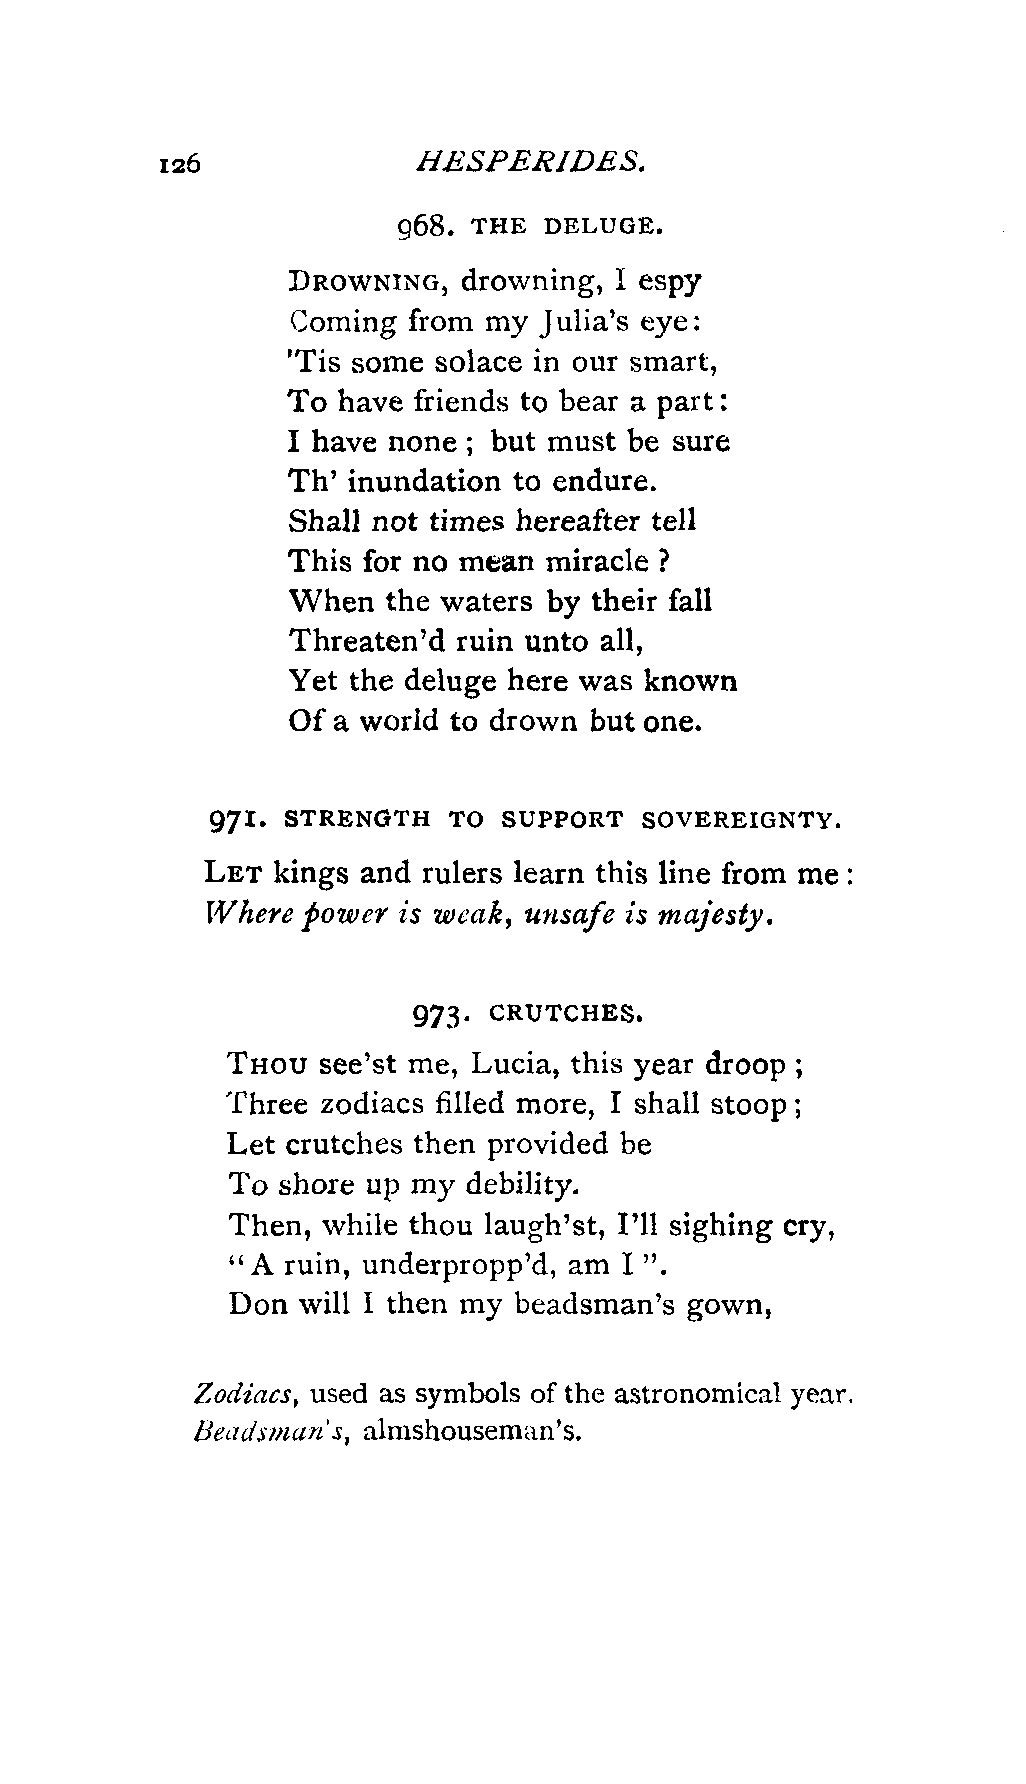 126 HESPERIDES.
968. THE DELUGE.
DROWNING, drowning, I espy
Coming from my Julia's eye:
'Tis some solace in our smart,
To have friends to bear a part:
I have none; but must be sure
Th' inundation to endure.
Shall not times hereafter tell
This for no mean miracle?
When the waters by their fall
Threaten'd ruin unto all,
Yet the deluge here was known
Of a world to drown but one.
971. STRENGTH TO SUPPORT SOVEREIGNTY.
LET kings and rulers learn this line from me:
Where power is weak, unsafe is majesty.
973. CRUTCHES.
THOU see'st me, Lucia, this year droop;
Three zodiacs filled more, I shall stoop;
Let crutches then provided be
To shore up my debility.
Then, while thou laugh'st, I'll sighing cry,
"A ruin, underpropp'd, am I".
Don will I then my beadsman's gown,
Zodiacs, used as symbols of the astronomical year.
Beadsman's, almshouseman's.